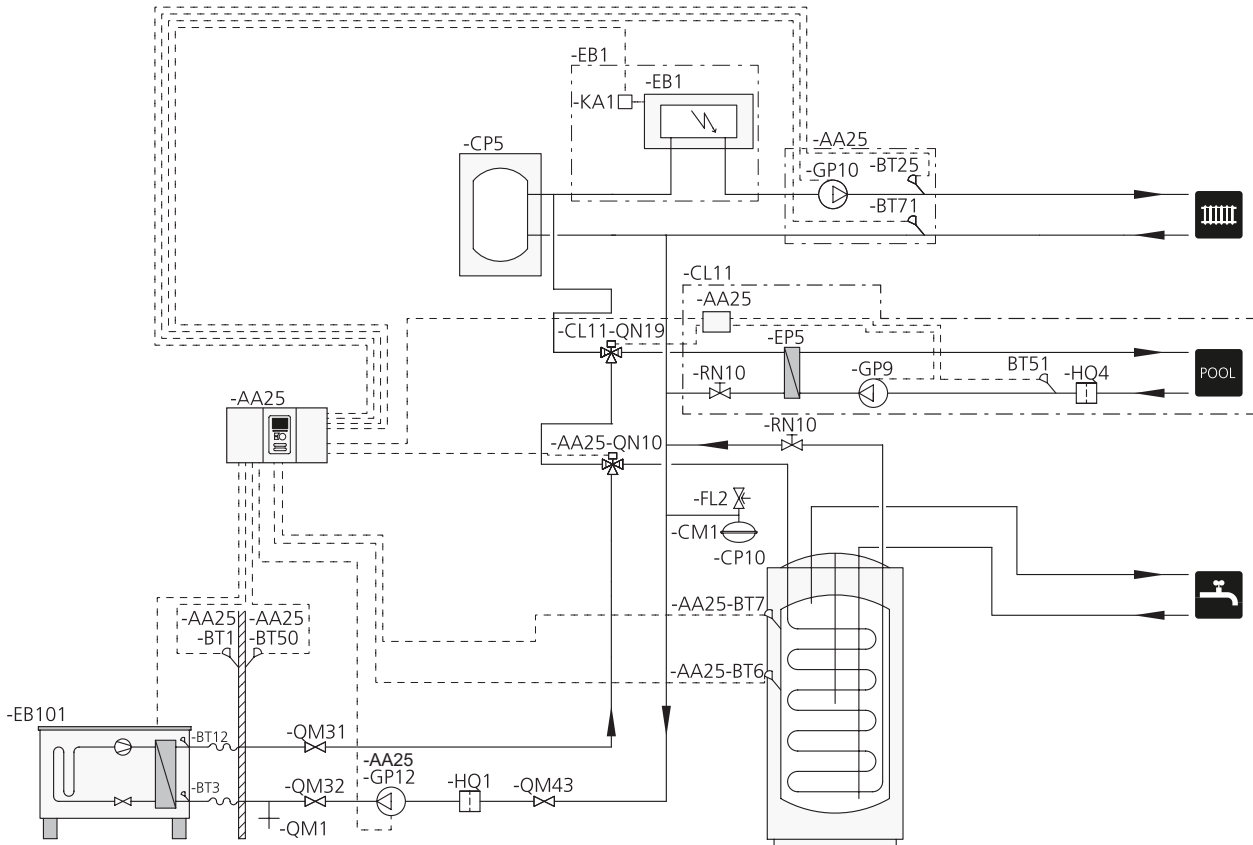 -EB1
-EB1
-KA1
-AA25
-CP5
-GP10
-BT25
-BT71
-CL11
-AA25
-CL11-QN19
-EP5
-RN10
-GP9
BT51
-HQ4
POOL
-AA25
-RN10
-AA25-QN10
-FL2
-CM1
-CP10
-AA25-BT7
-AA25
-AA25
-BT1
-BT50
-AA25-BT6
-EB101
-BT12
-QM31
-AA25
-GP12
-HQ1
-QM43
-BT3
-QM32
-QM1